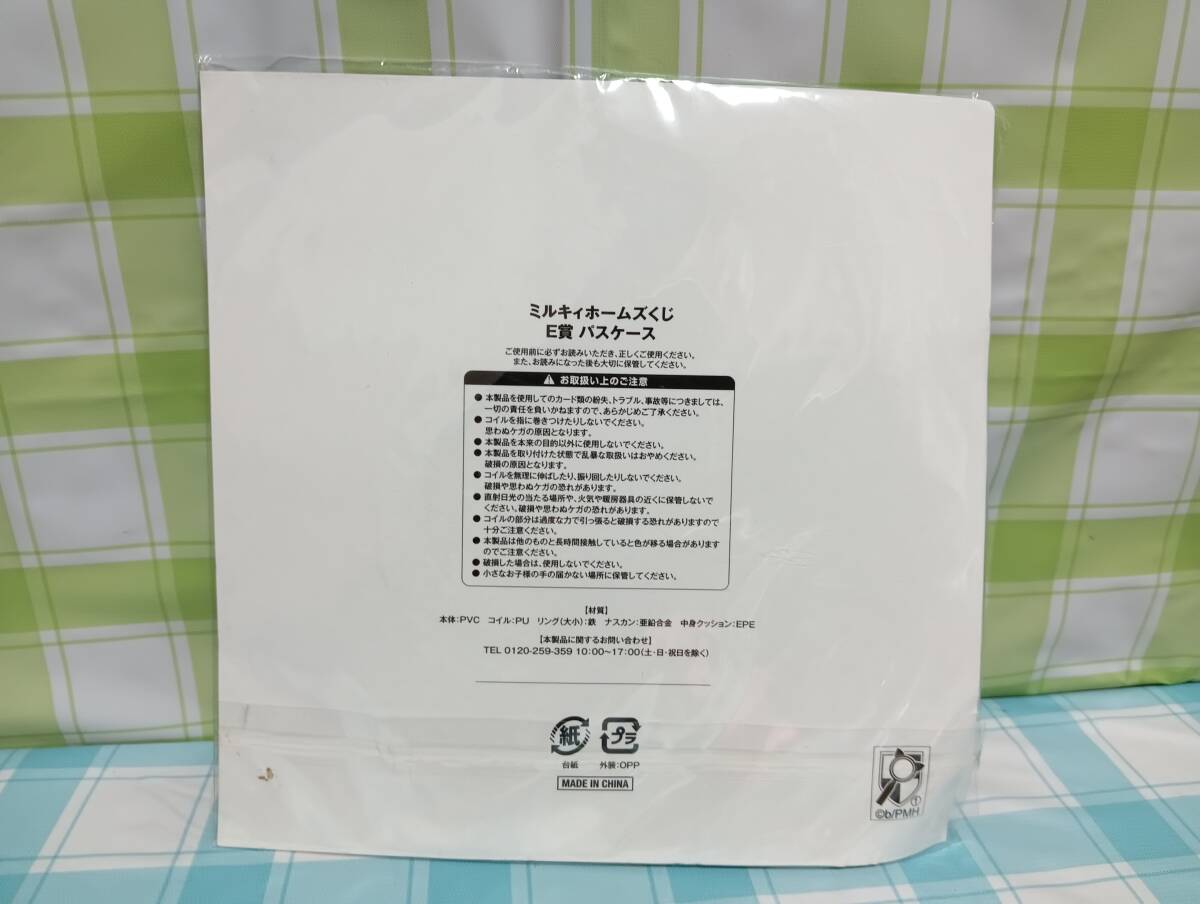 ミルキィホームズくじ
E賞 パスケース
ご使用前に必ずお読みいただき、正しくご使用ください。
また、お読みになった後も大切に保管してください。
お取扱い上のご注意
● 本製品を使用してのカード類の紛失、トラブル、事故等につきましては、
一切の責任を負いかねますので、あらかじめご了承ください。
● コイルを指に巻きつけたりしないでください。
思わぬケガの原因となります。
● 本製品を本来の目的以外に使用しないでください。
● 本製品を取り付けた状態で乱暴な取扱いはおやめください。
破損の原因となります。
● コイルを無理に伸ばしたり、振り回したりしないでください。
破損や思わぬケガの恐れがあります。
● 直射日光の当たる場所や、火気や暖房器具の近くに保管しないで
ください。破損や思わぬケガの恐れがあります。
● コイルの部分は過度な力で引っ張ると破損する恐れがありますので
十分ご注意ください。
● 本製品は他のものと長時間接触していると色が移る場合があります
のでご注意ください。
● 破損した場合は、使用しないでください。
● 小さなお子様の手の届かない場所に保管してください。
【材質】
本体:PVC コイル:PU リング(大小):鉄 ナスカン:亜鉛合金 中身クッション:EPE
【本製品に関するお問い合わせ】
TEL 0120-259-359 10:00〜17:00(土・日・祝日を除く)
紙 プラ
台紙 外装:OPP
MADE IN CHINA
①
©b/PMH